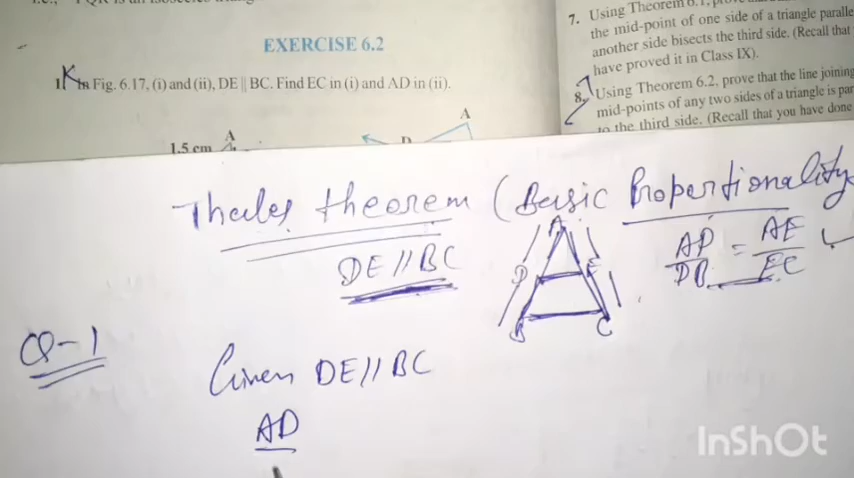 EXERCISE 6.2
1. In Fig. 6.17, (i) and (ii), DE || BC. Find EC in (i) and AD in (ii).
A
1.5 cm
A
D
7. Using Theorem 6.1,
the mid-point of one side of a triangle
another side bisects the third side. (Recall that
have proved it in Class IX).
8. Using Theorem 6.2, prove that the line joining
mid-points of any two sides of a triangle is
to the third side. (Recall that you have done
Thales theorem (Basic Propertionality
DE // BC
A
D E
B C
AD/DB = AE/EC
Q-1
Given DE // BC
AD
InShOt